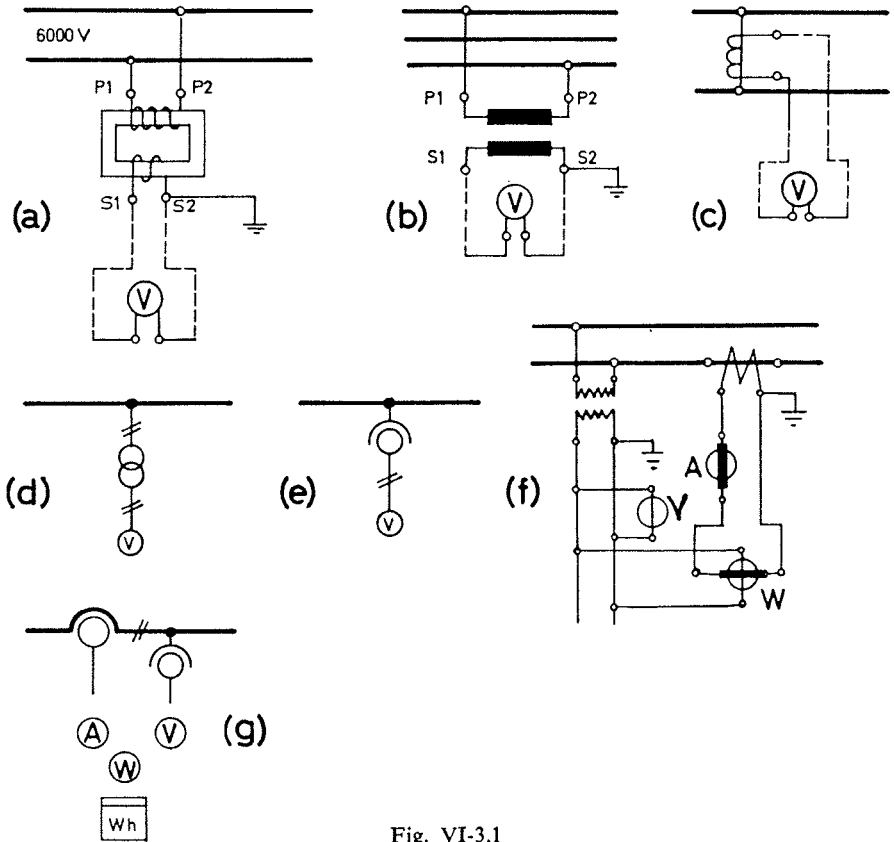 6000 V
P1 P2
S1 S2
(a)
V
P1 P2
S1 S2
(b)
V
(c)
V
(d)
V
(e)
V
(f)
A
V
W
(g)
A V
W
Wh
Fig. VI-3.1